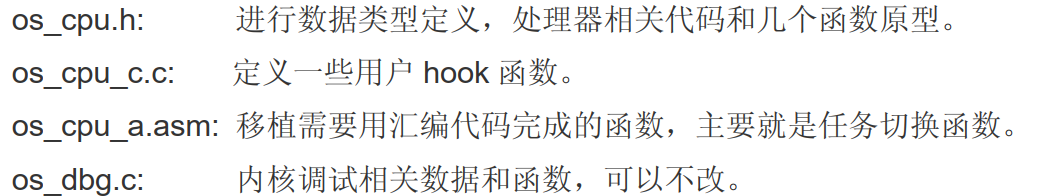 os_cpu.h: 进行数据类型定义，处理器相关代码和几个函数原型。
os_cpu_c.c: 定义一些用户 hook 函数。
os_cpu_a.asm: 移植需要用汇编代码完成的函数，主要就是任务切换函数。
os_dbg.c: 内核调试相关数据和函数，可以不改。